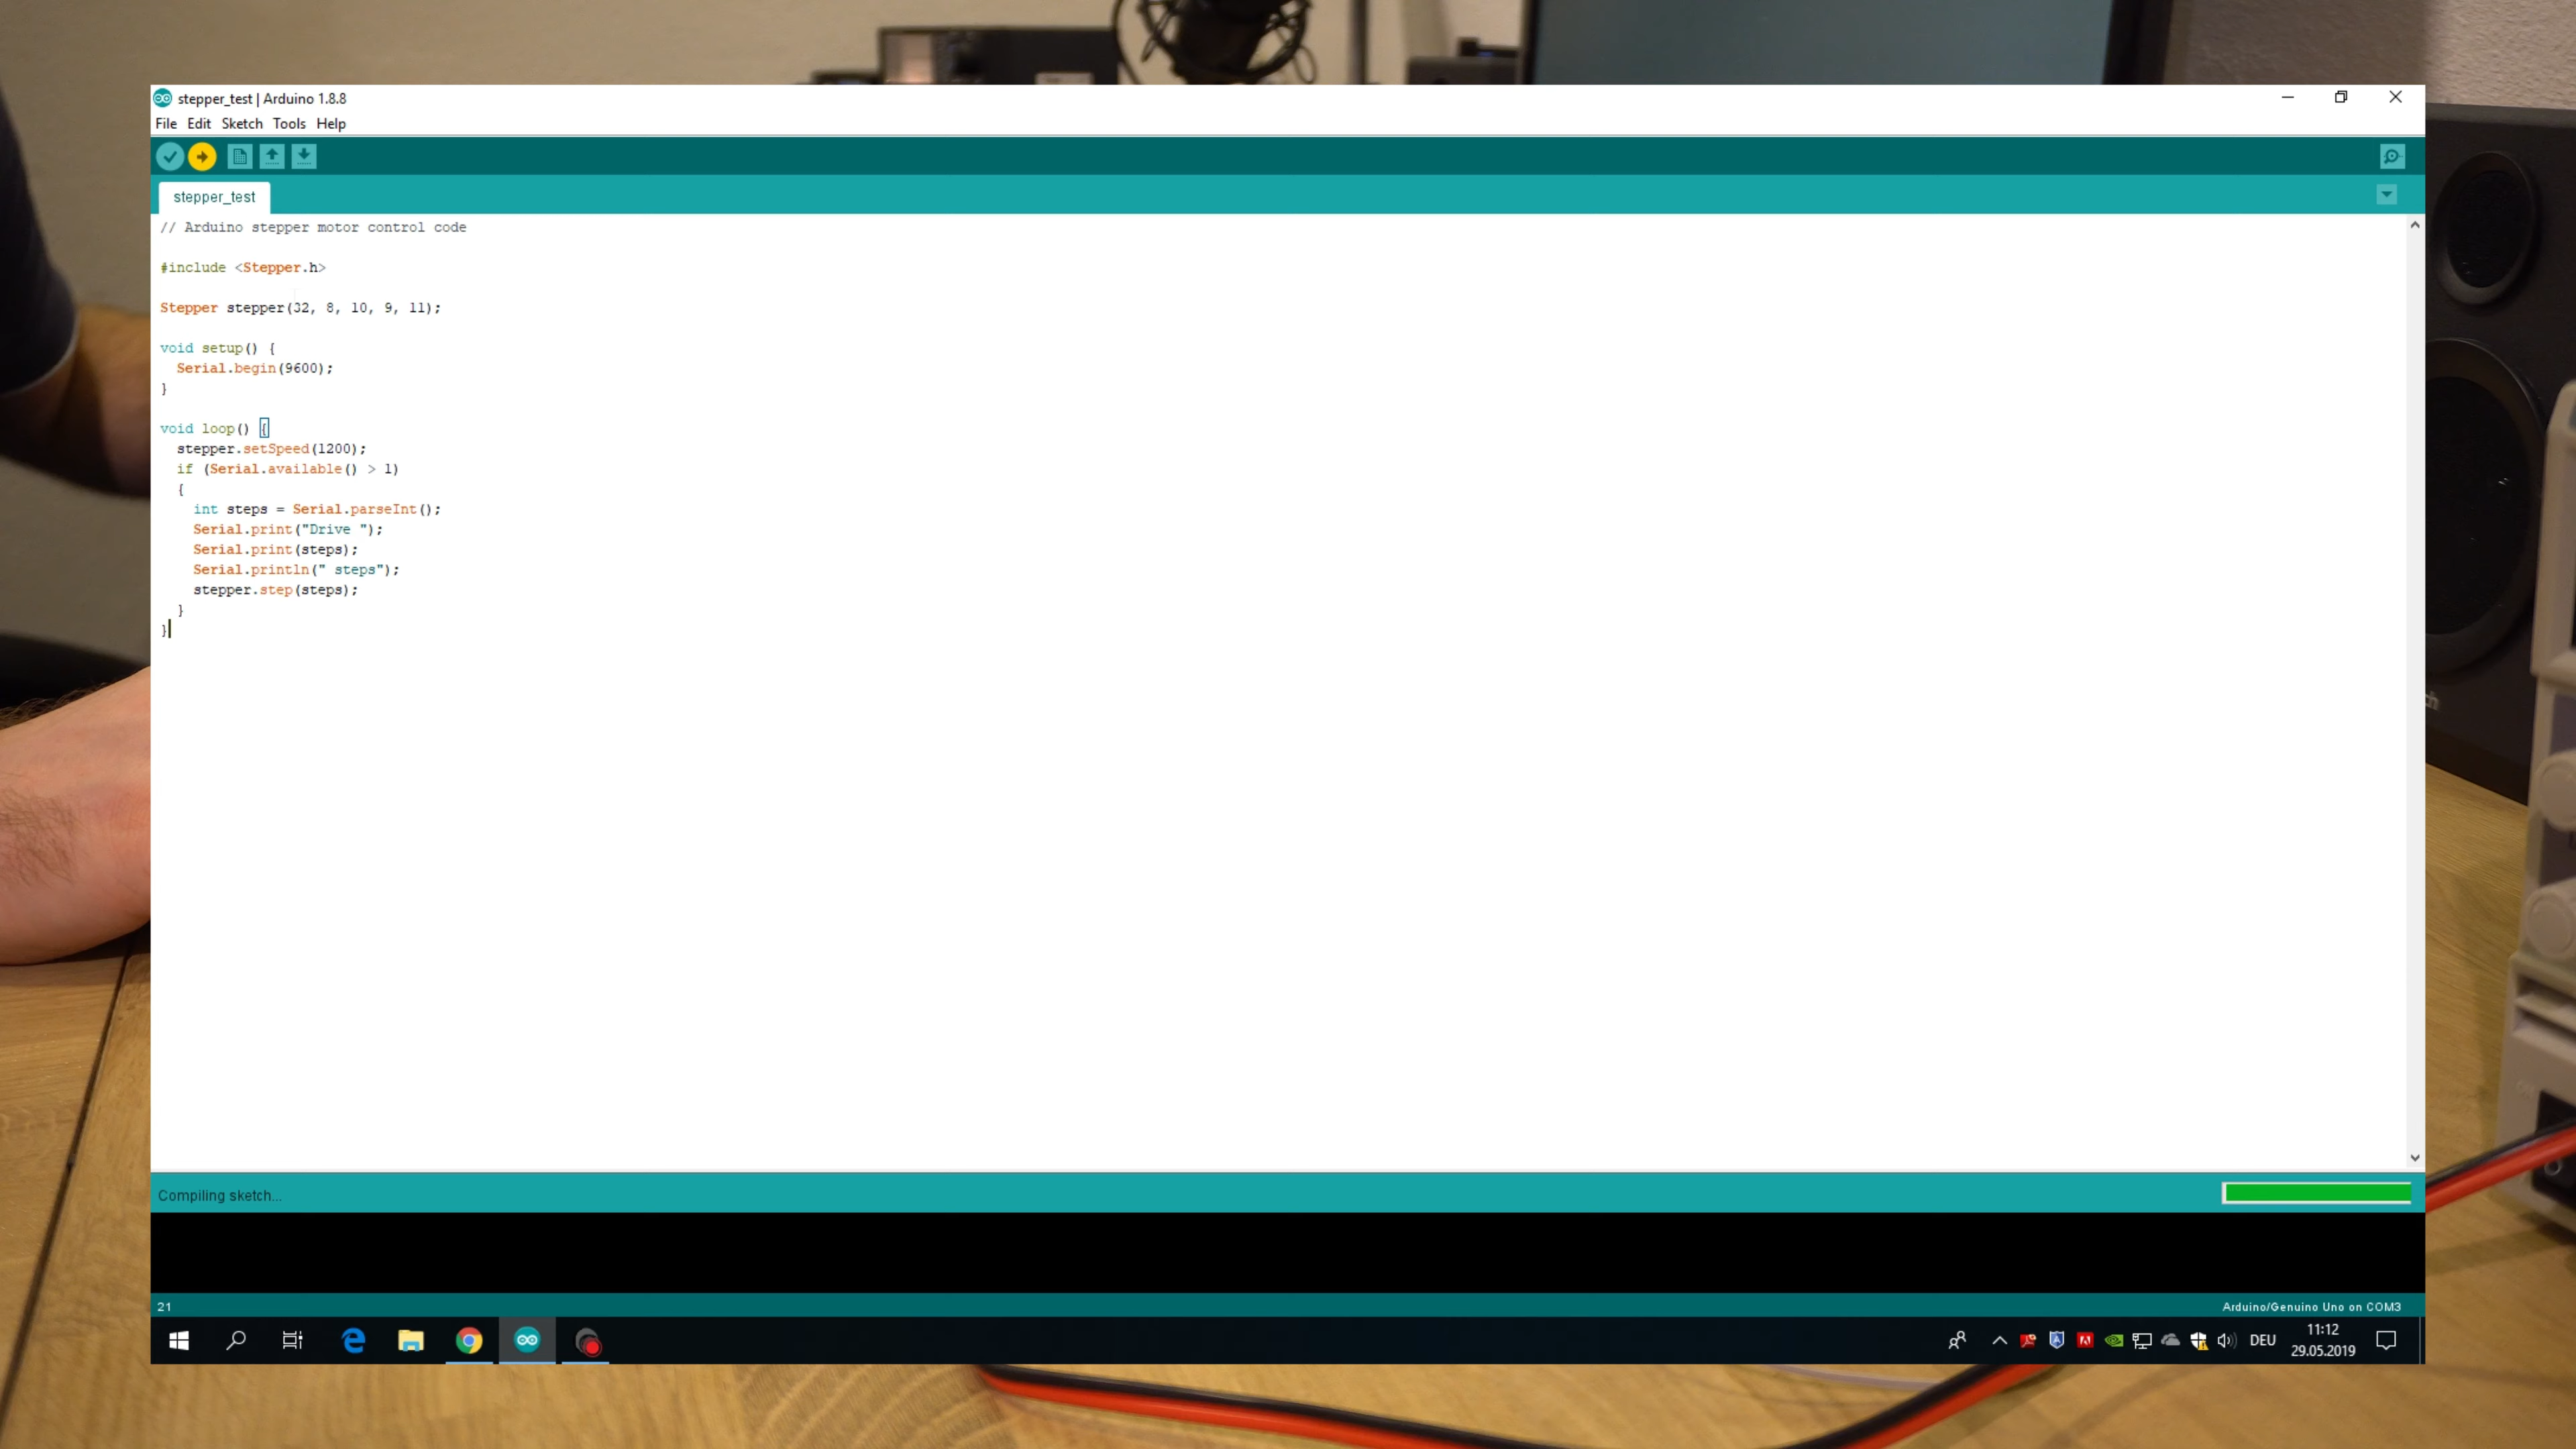 stepper_test | Arduino 1.8.8
File Edit Sketch Tools Help
stepper_test
// Arduino stepper motor control code
#include <Stepper.h>
Stepper stepper(32, 8, 10, 9, 11);
void setup() {
  Serial.begin(9600);
}
void loop() {
  stepper.setSpeed(1200);
  if (Serial.available() > 1)
  {
    int steps = Serial.parseInt();
    Serial.print("Drive ");
    Serial.print(steps);
    Serial.println(" steps");
    stepper.step(steps);
  }
}
Compiling sketch...
21
Arduino/Genuino Uno on COM3
DEU
11:12
29.05.2019